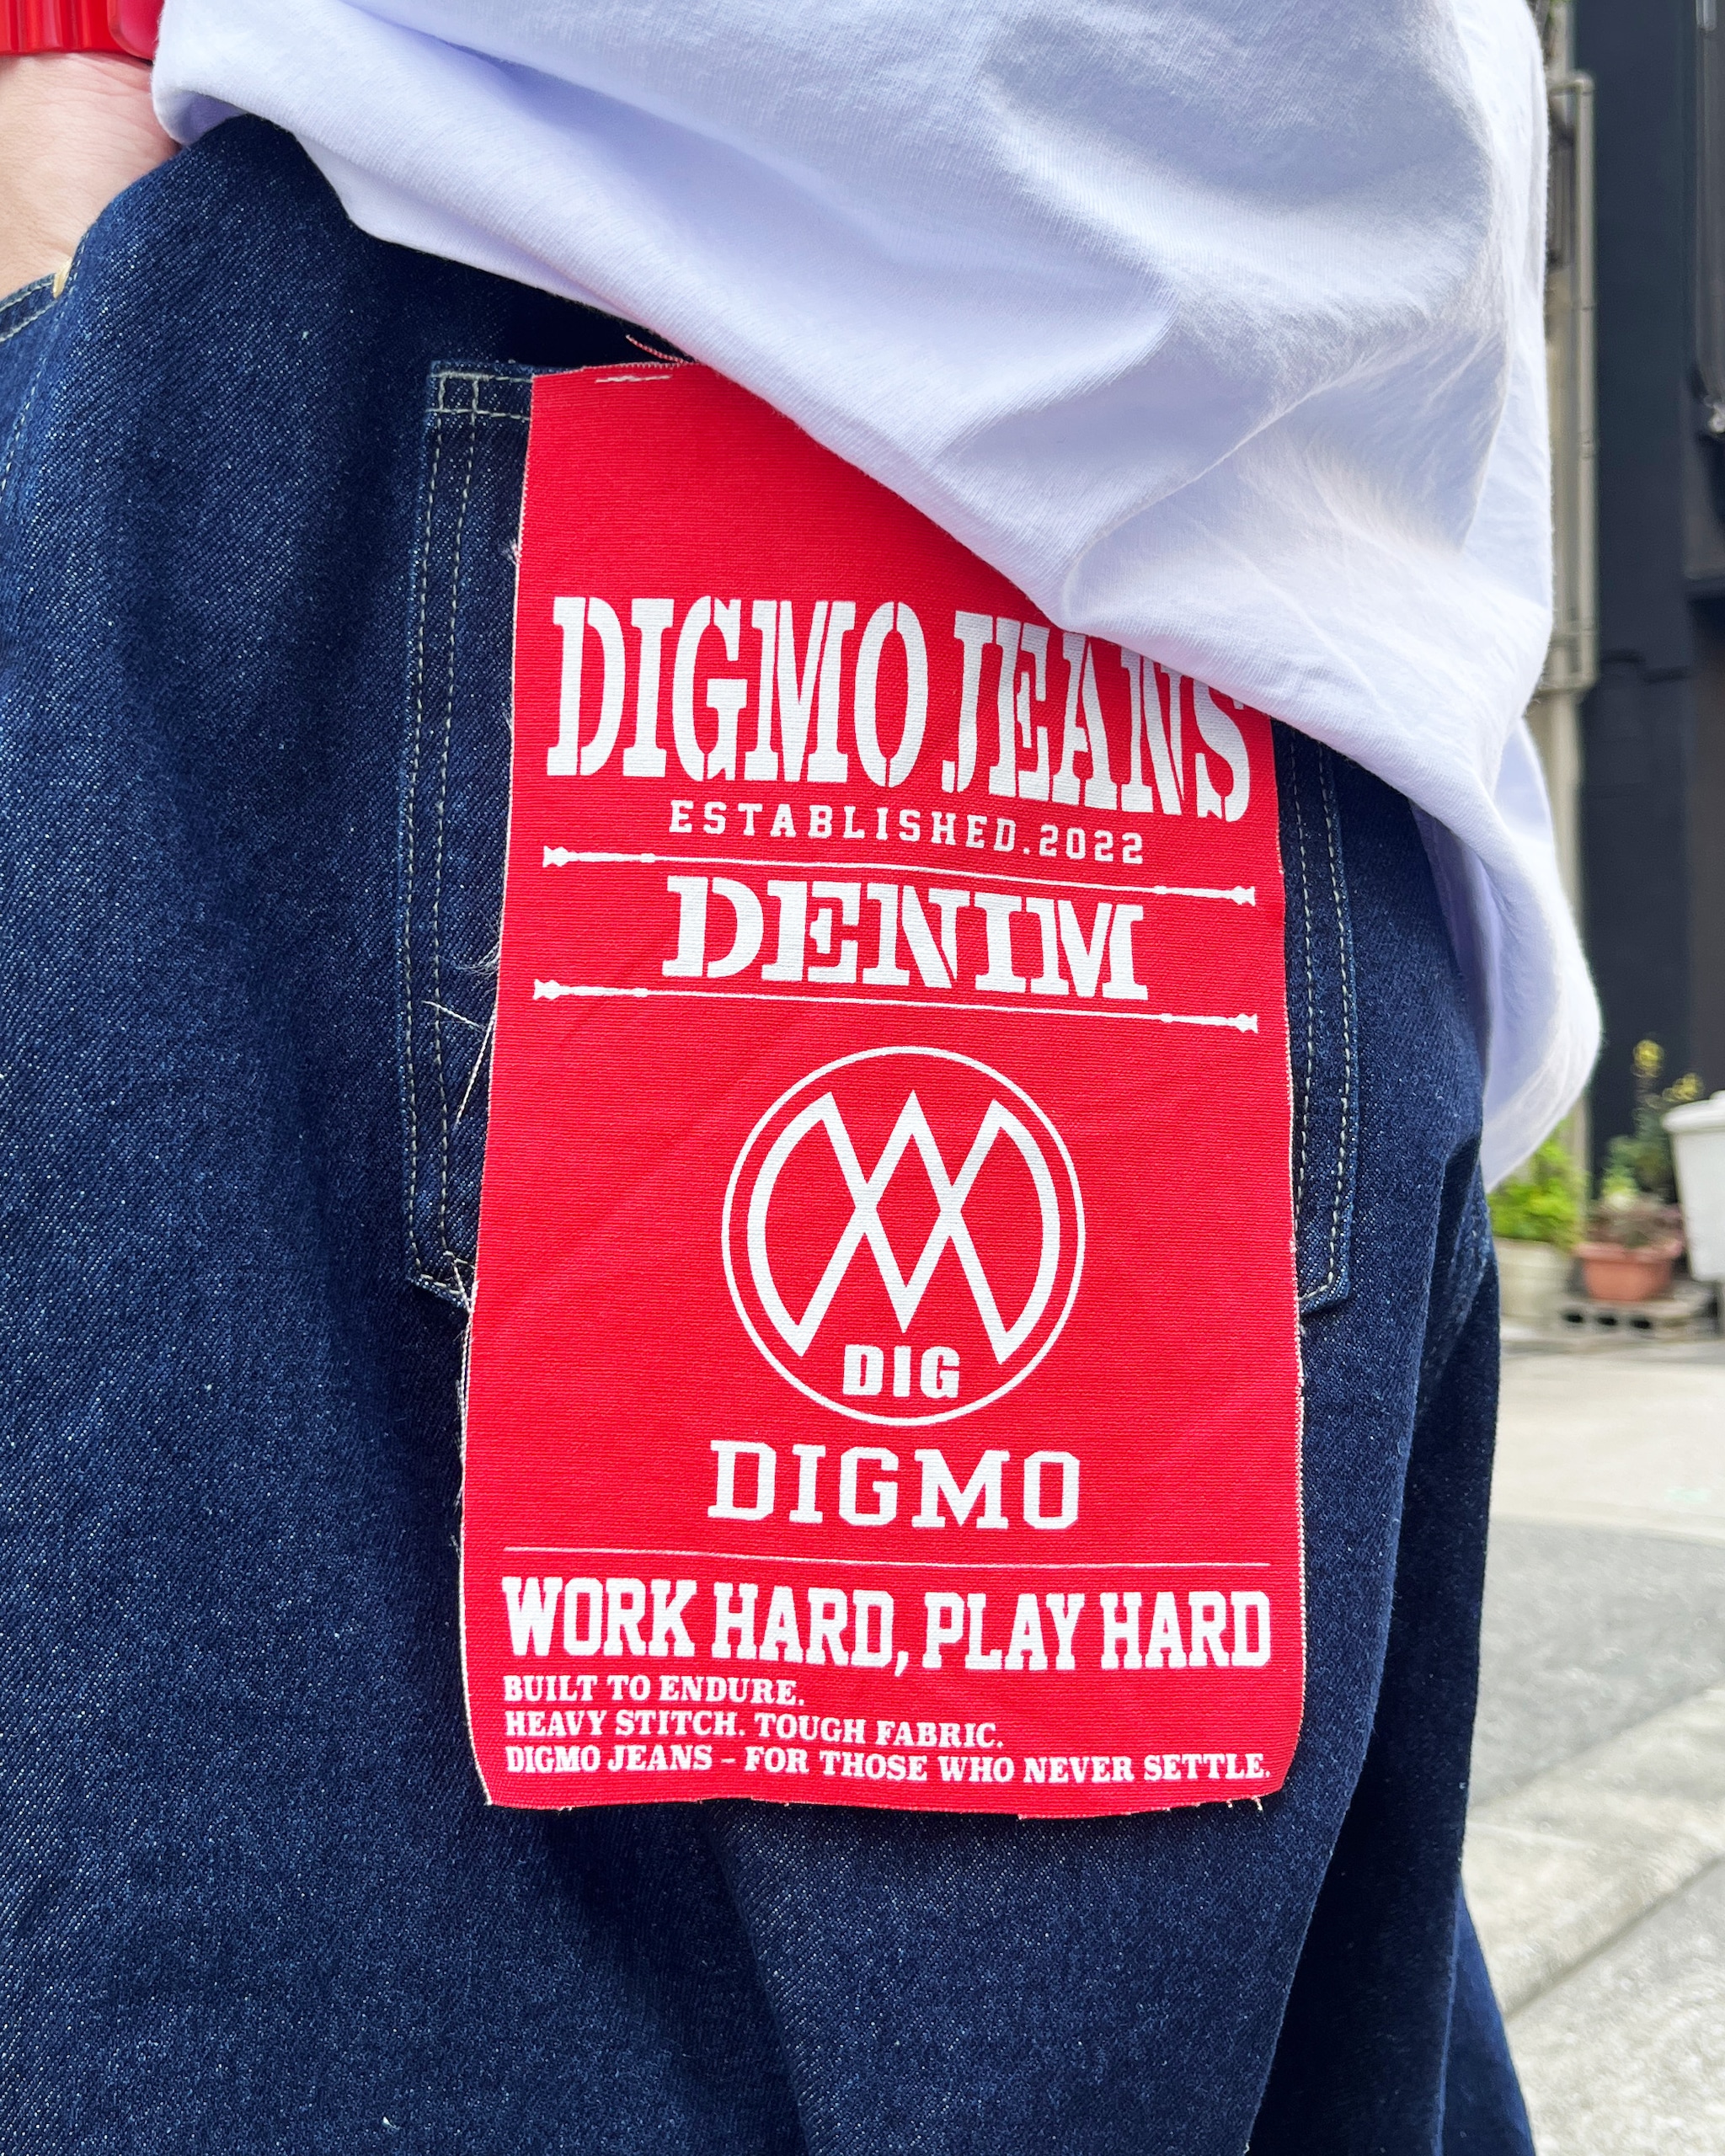 DIGMO JEANS
ESTABLISHED.2022
DENIM
DIG
DIGMO
WORK HARD, PLAY HARD
BUILT TO ENDURE.
HEAVY STITCH. TOUGH FABRIC.
DIGMO JEANS – FOR THOSE WHO NEVER SETTLE.